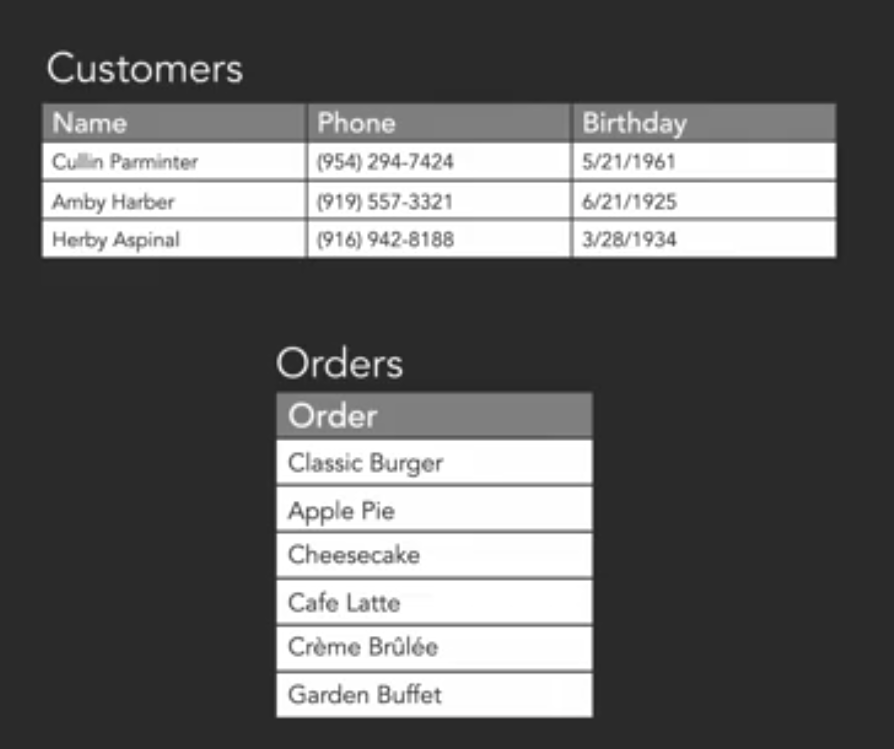 Customers
Name Phone Birthday
Cullin Parminter (954) 294-7424 5/21/1961
Amby Harber (919) 557-3321 6/21/1925
Herby Aspinal (916) 942-8188 3/28/1934
Orders
Order
Classic Burger
Apple Pie
Cheesecake
Cafe Latte
Crème Brûlée
Garden Buffet